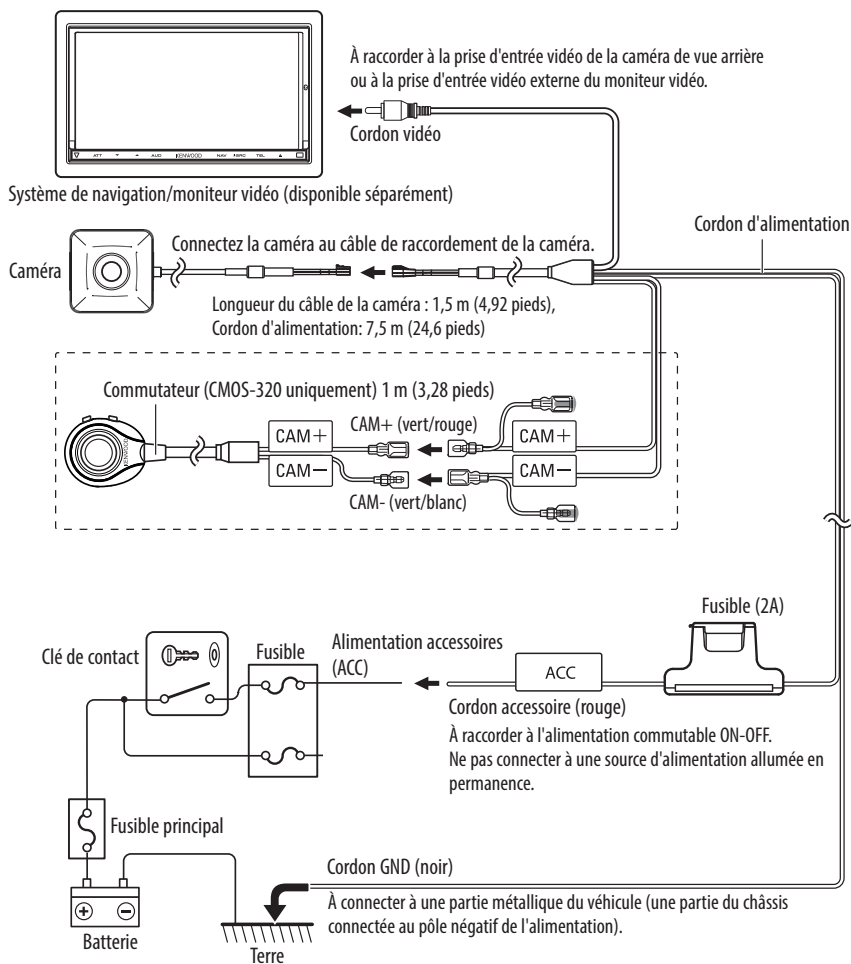 À raccorder à la prise d'entrée vidéo de la caméra de vue arrière
ou à la prise d'entrée vidéo externe du moniteur vidéo.
Cordon vidéo
ATT
AUD
KENWOOD
NAV
SRC
TEL
Système de navigation/moniteur vidéo (disponible séparément)
Cordon d'alimentation
Connectez la caméra au câble de raccordement de la caméra.
Caméra
Longueur du câble de la caméra : 1,5 m (4,92 pieds),
Cordon d'alimentation: 7,5 m (24,6 pieds)
Commutateur (CMOS-320 uniquement) 1 m (3,28 pieds)
CAM+ (vert/rouge)
CAM+
CAM+
KENWOOD
CAM-
CAM-
CAM- (vert/blanc)
Fusible (2A)
Clé de contact
Fusible
Alimentation accessoires
(ACC)
ACC
Cordon accessoire (rouge)
À raccorder à l'alimentation commutable ON-OFF.
Ne pas connecter à une source d'alimentation allumée en
permanence.
Fusible principal
Cordon GND (noir)
À connecter à une partie métallique du véhicule (une partie du châssis
connectée au pôle négatif de l'alimentation).
+
-
Batterie
Terre